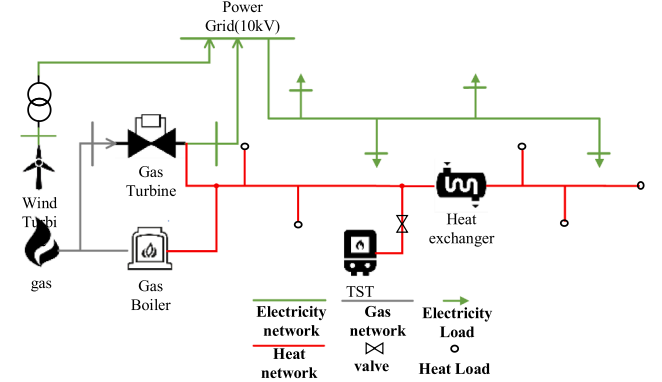 Power
Grid(10kV)
Gas
Turbine
Wind
Turbi
gas
Gas
Boiler
Heat
exchanger
TST
Electricity
network
Gas
network
Electricity
Load
Heat
network
valve
Heat Load